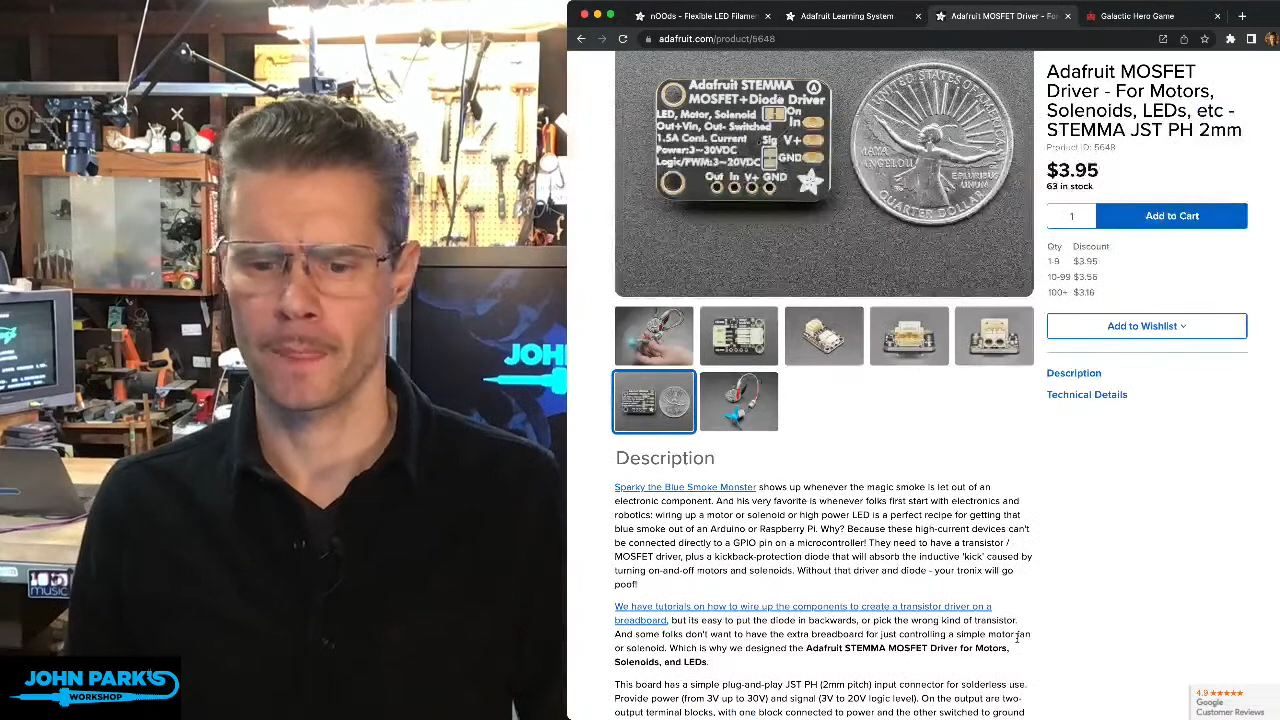 nOOds - Flexible LED Filamer
Adafruit Learning System
Adafruit MOSFET Driver - For
Galactic Hero Game
adafruit.com/product/5648
Adafruit STEMMA
MOSFET+Diode Driver
LED, Motor, Solenoid
On
Out+Vin, Out- Switched
1.5A Cont.Current
Sig V+
Power:3~30VDC
GND
Logic/PWM:3~20VDC
Out In V+ GND
UNITED STATES
MAYA
ANGELOU
E PLURIBUS
UNUM
QUARTER DOLLAR
Adafruit MOSFET
Driver - For Motors,
Solenoids, LEDs, etc -
STEMMA JST PH 2mm
Product ID: 5648
$3.95
63 in stock
1
Add to Cart
Qty Discount
1-9 $3.95
10-99 $3.56
100+ $3.16
Add to Wishlist
Description
Technical Details
Description
Sparky the Blue Smoke Monster shows up whenever the magic smoke is let out of an
electronic component. And his very favorite is whenever folks first start with electronics and
robotics: wiring up a motor or solenoid or high power LED is a perfect recipe for getting that
blue smoke out of an Arduino or Raspberry Pi. Why? Because these high-current devices can't
be connected directly to a GPIO pin on a microcontroller! They need to have a transistor /
MOSFET driver, plus a kickback-protection diode that will absorb the inductive 'kick' caused by
turning on-and-off motors and solenoids. Without that driver and diode - your tronix will go
poof!
We have tutorials on how to wire up the components to create a transistor driver on a
breadboard, but its easy to put the diode in backwards, or pick the wrong kind of transistor.
And some folks don't want to have the extra breadboard for just controlling a simple motor fan
or solenoid. Which is why we designed the Adafruit STEMMA MOSFET Driver for Motors,
Solenoids, and LEDs.
This board has a simple plug-and-play JST PH 2mm input connector for solderless use.
Provide power (from 3V up to 30V) and logic input (any logic level). On the other are two-
output terminal blocks, with one block connected to power and the other switched to ground
4.9 ★★★★★
Google
Customer Reviews
JOH
music
JOHN PARK'S
WORKSHOP